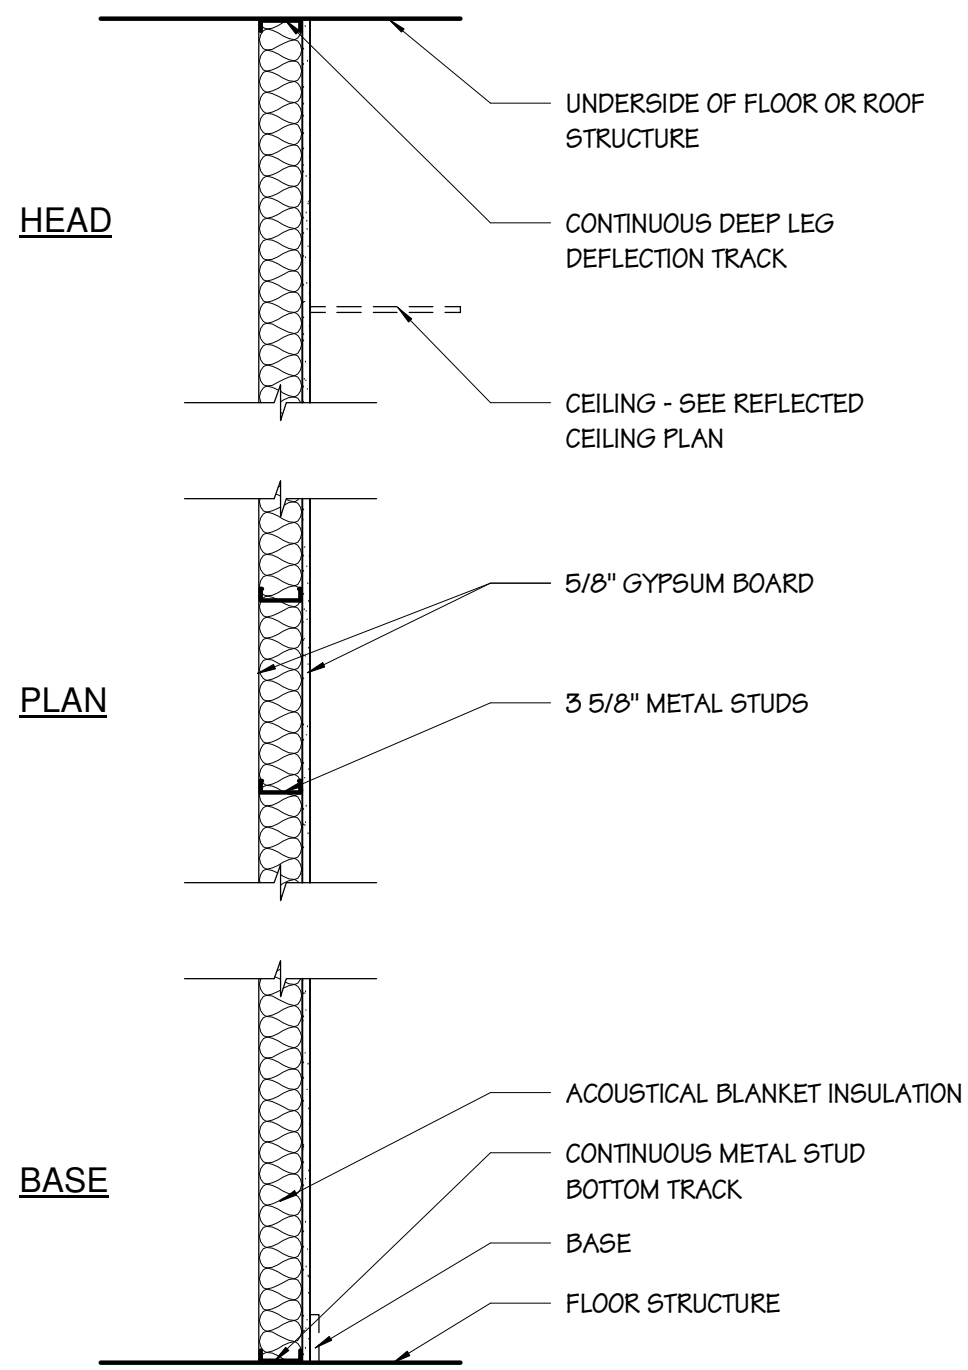 UNDERSIDE OF FLOOR OR ROOF
STRUCTURE
HEAD
CONTINUOUS DEEP LEG
DEFLECTION TRACK
CEILING - SEE REFLECTED
CEILING PLAN
5/8" GYPSUM BOARD
PLAN
3 5/8" METAL STUDS
ACOUSTICAL BLANKET INSULATION
CONTINUOUS METAL STUD
BOTTOM TRACK
BASE
BASE
FLOOR STRUCTURE